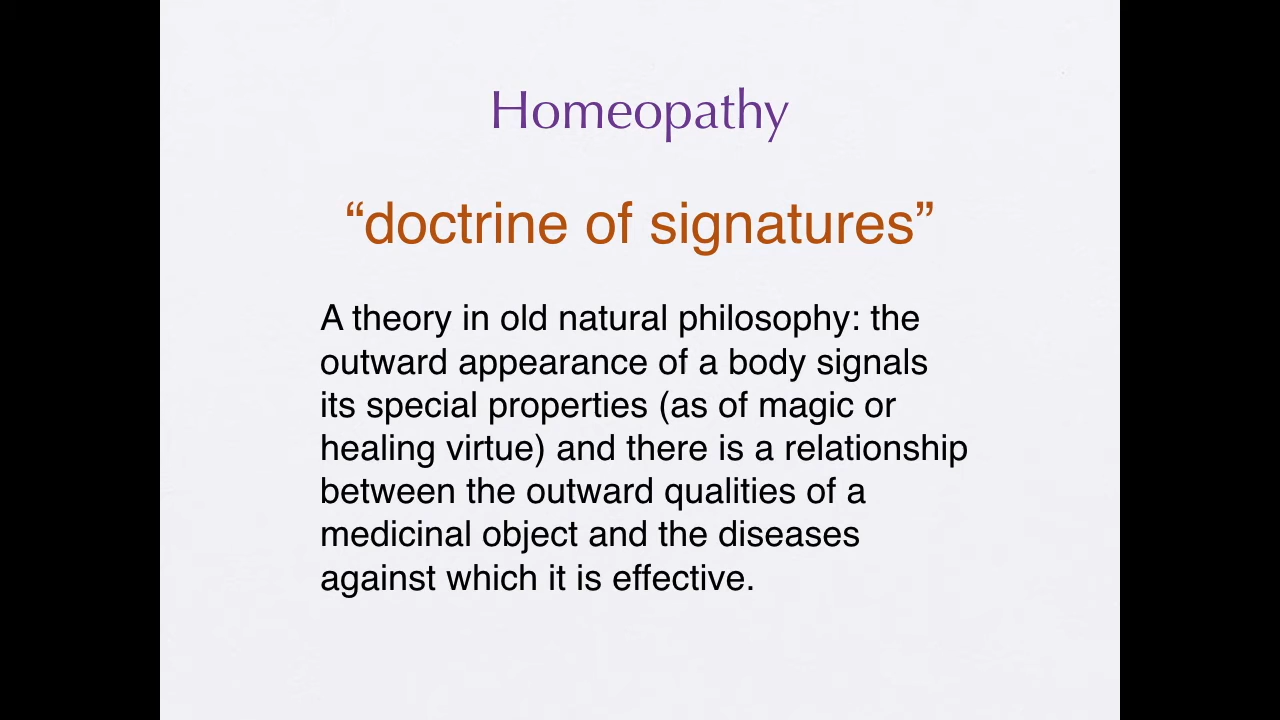 Homeopathy
“doctrine of signatures”
A theory in old natural philosophy: the
outward appearance of a body signals
its special properties (as of magic or
healing virtue) and there is a relationship
between the outward qualities of a
medicinal object and the diseases
against which it is effective.